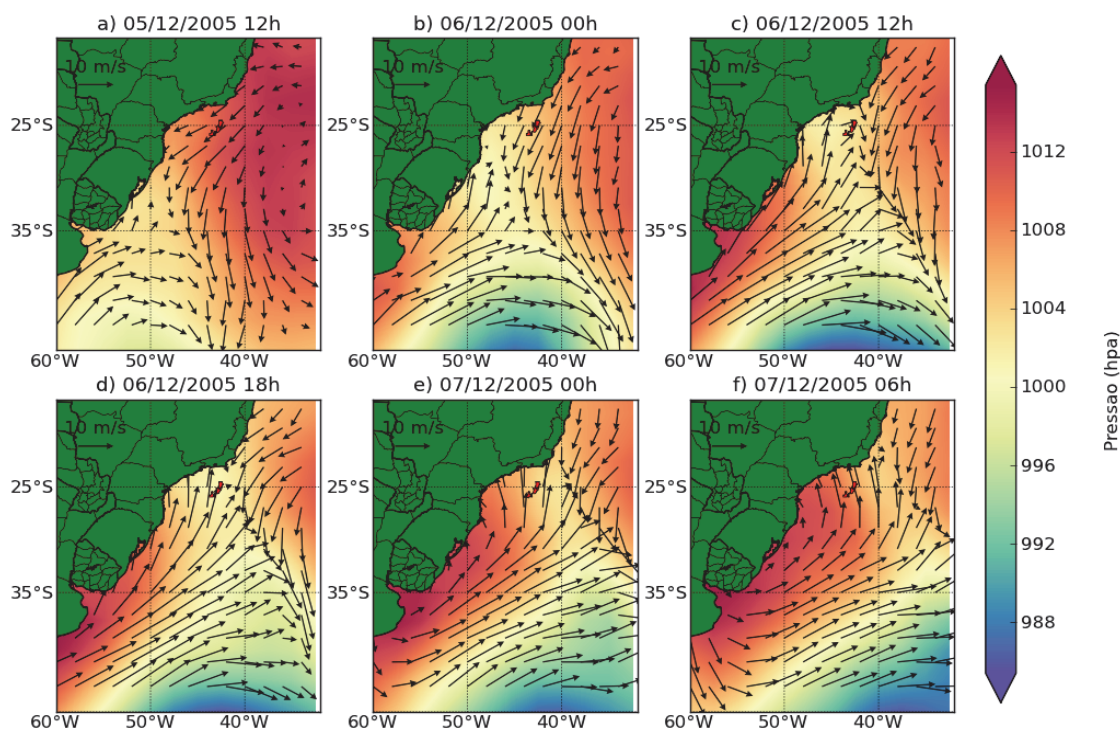 a) 05/12/2005 12h
b) 06/12/2005 00h
c) 06/12/2005 12h
10 m/s
10 m/s
10 m/s
25°S
25°S
25°S
35°S
35°S
35°S
60°W 50°W 40°W
60°W 50°W 40°W
60°W 50°W 40°W
d) 06/12/2005 18h
e) 07/12/2005 00h
f) 07/12/2005 06h
10 m/s
10 m/s
10 m/s
25°S
25°S
25°S
35°S
35°S
35°S
60°W 50°W 40°W
60°W 50°W 40°W
60°W 50°W 40°W
1012
1008
1004
1000
996
992
988
Pressao (hpa)